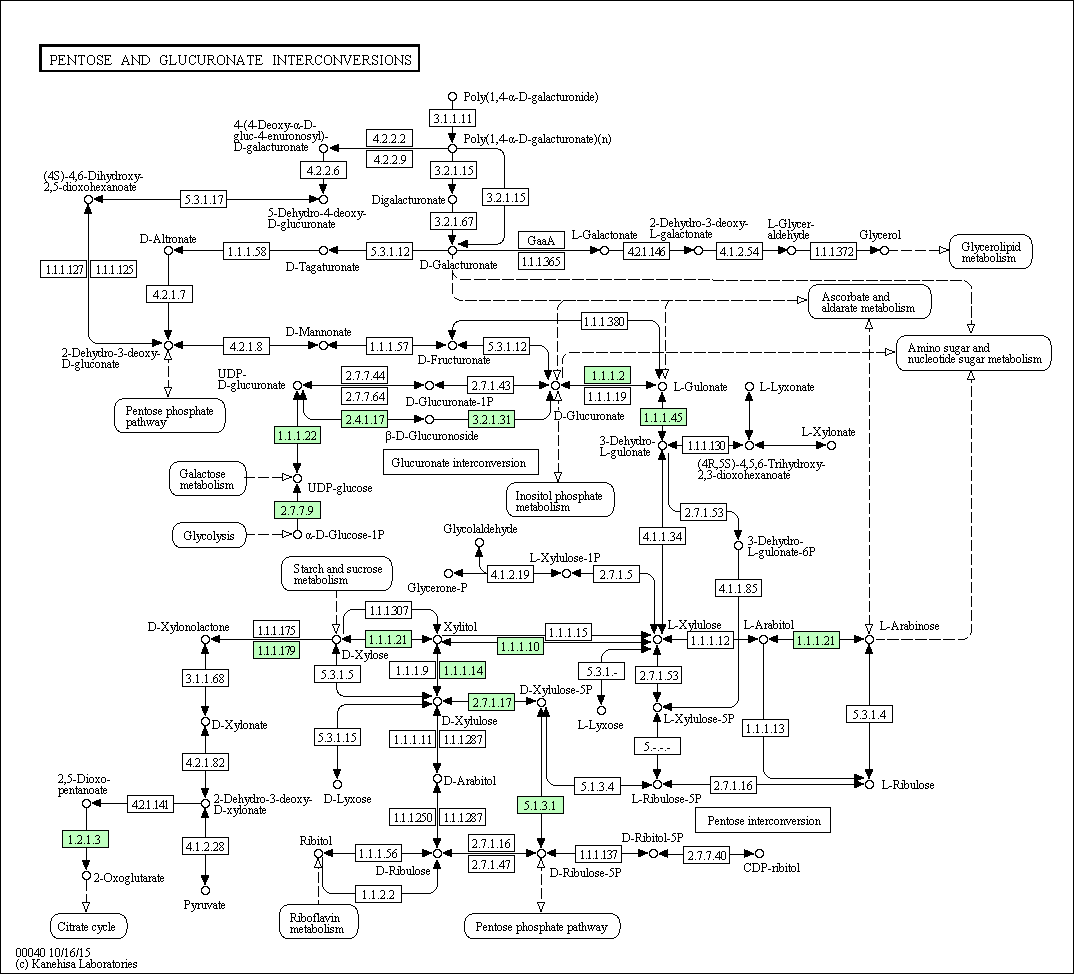 PENTOSE AND GLUCURONATE INTERCONVERSIONS
Poly(1,4-α-D-galacturonide)
3.1.1.11
4-(4-Deoxy-α-D-
gluc-4-enuronosyl)-
D-galacturonate
4.2.2.2
Poly(1,4-α-D-galacturonate)(n)
4.2.2.9
4.2.2.6
3.2.1.15
(4S)-4,6-Dihydroxy-
2,5-dioxohexanoate
5.3.1.17
Digalacturonate
3.2.1.15
5-Dehydro-4-deoxy-
D-glucuronate
3.2.1.67
D-Altronate
1.1.1.58
D-Tagaturonate
5.3.1.12
D-Galacturonate
GaaA
1.1.1365
L-Galactonate
4.2.1.146
2-Dehydro-3-deoxy-
L-galactonate
4.1.2.54
L-Glycer-
aldehyde
1.1.1.372
Glycerol
Glycerolipid
metabolism
1.1.1.127
1.1.1.125
4.2.1.7
Ascorbate and
aldarate metabolism
1.1.1.380
2-Dehydro-3-deoxy-
D-gluconate
4.2.1.8
D-Mannonate
1.1.1.57
D-Fructuronate
5.3.1.12
Amino sugar and
nucleotide sugar metabolism
Pentose phosphate
pathway
UDP-
D-glucuronate
2.7.7.44
2.7.7.64
D-Glucuronate-1P
2.7.1.43
D-Glucuronate
1.1.1.2
1.1.1.19
L-Gulonate
L-Lyxonate
2.4.1.17
β-D-Glucuronoside
3.2.1.31
1.1.1.45
1.1.1.22
Glucuronate interconversion
3-Dehydro-
L-gulonate
1.1.1.130
L-Xylonate
(4R,5S)-4,5,6-Trihydroxy-
2,3-dioxohexanoate
Galactose
metabolism
UDP-glucose
Inositol phosphate
metabolism
2.7.7.9
2.7.1.53
Glycolysis
α-D-Glucose-1P
Glycolaldehyde
4.1.1.34
3-Dehydro-
L-gulonate-6P
Starch and sucrose
metabolism
Glycerone-P
4.1.2.19
L-Xylulose-1P
2.7.1.5
4.1.1.85
1.1.1307
D-Xylonolactone
1.1.1.175
1.1.1.179
D-Xylose
1.1.1.21
Xylitol
1.1.1.15
1.1.1.10
L-Xylulose
1.1.1.12
L-Arabitol
1.1.1.21
L-Arabinose
3.1.1.68
5.3.1.5
1.1.1.9
1.1.1.14
5.3.1.-
2.7.1.53
D-Xylulose
2.7.1.17
D-Xylulose-5P
L-Lyxose
L-Xylulose-5P
D-Xylonate
5.3.1.15
1.1.1.11
1.1.1287
5.-.-.-
1.1.1.13
5.3.1.4
4.2.1.82
2,5-Dioxo-
pentanoate
D-Lyxose
D-Arabitol
5.1.3.4
L-Ribulose-5P
2.7.1.16
L-Ribulose
4.2.1.141
2-Dehydro-3-deoxy-
D-xylonate
1.1.1250
1.1.1287
5.1.3.1
Pentose interconversion
1.2.1.3
4.1.2.28
Ribitol
1.1.1.56
D-Ribulose
2.7.1.16
2.7.1.47
D-Ribulose-5P
1.1.1.137
D-Ribitol-5P
2.7.7.40
CDP-ribitol
2-Oxoglutarate
Pyruvate
1.1.2.2
Citrate cycle
Riboflavin
metabolism
Pentose phosphate pathway
00040 10/16/15
(c) Kanehisa Laboratories